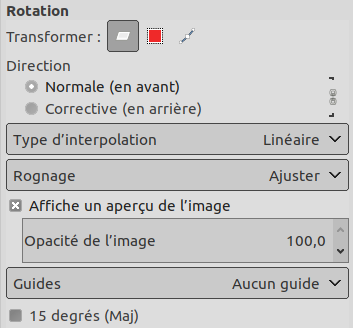 Rotation
Transformer :
Direction
Normale (en avant)
Corrective (en arrière)
Type d’interpolation Linéaire
Rognage Ajuster
Affiche un aperçu de l’image
Opacité de l’image 100,0
Guides Aucun guide
15 degrés (Maj)